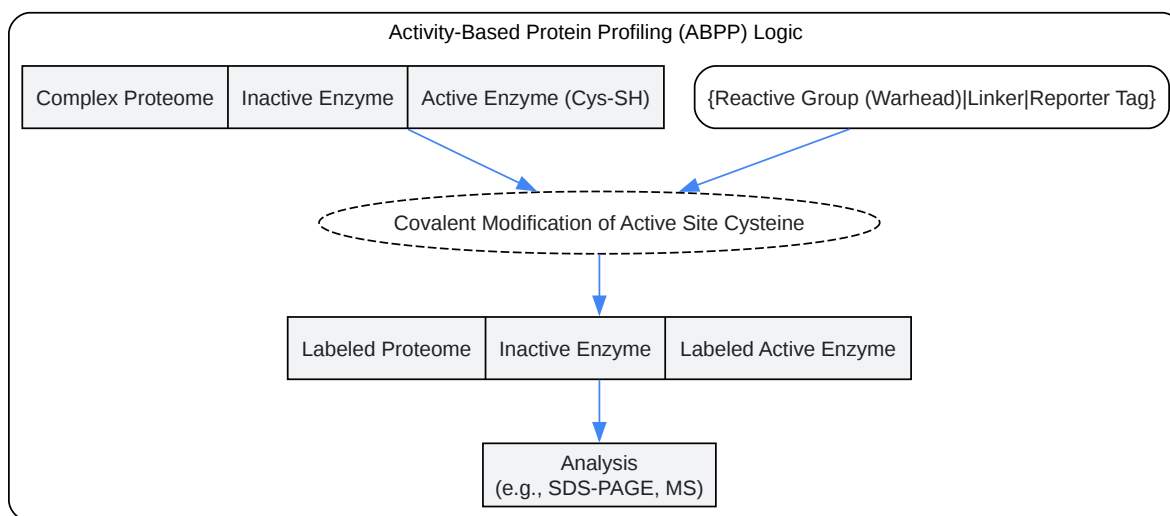 Activity-Based Protein Profiling (ABPP) Logic
Complex Proteome
Inactive Enzyme
Active Enzyme (Cys-SH)
{Reactive Group (Warhead)|Linker|Reporter Tag}
Covalent Modification of Active Site Cysteine
Labeled Proteome
Inactive Enzyme
Labeled Active Enzyme
Analysis
(e.g., SDS-PAGE, MS)